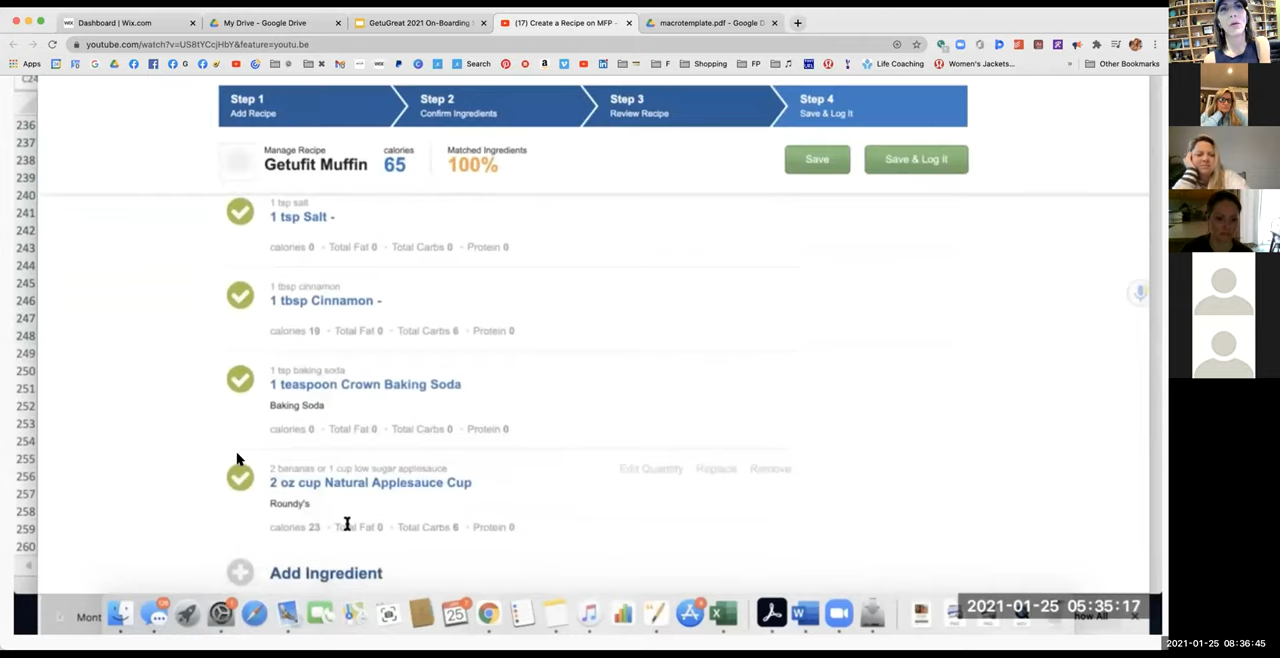 Dashboard | Wix.com
My Drive - Google Drive
GetuGreat 2021 On-Boarding
(17) Create a Recipe on MFP -
macrotemplate.pdf - Google D
youtube.com/watch?v=US8tYCcjHbY&feature=youtu.be
Apps
G
F
Search
F
Shopping
FP
Life Coaching
Women's Jackets...
Other Bookmarks
C24
Step 1
Add Recipe
Step 2
Confirm Ingredients
Step 3
Review Recipe
Step 4
Save & Log It
Manage Recipe
Getufit Muffin
calories
65
Matched Ingredients
100%
Save
Save & Log It
236
237
238
239
240
241
242
243
244
245
246
247
248
249
250
251
252
253
254
255
256
257
258
259
260
1 tsp salt
1 tsp Salt -
calories 0 - Total Fat 0 - Total Carbs 0 - Protein 0
1 tbsp cinnamon
1 tbsp Cinnamon -
calories 19 - Total Fat 0 - Total Carbs 6 - Protein 0
1 tsp baking soda
1 teaspoon Crown Baking Soda
Baking Soda
calories 0 - Total Fat 0 - Total Carbs 0 - Protein 0
2 bananas or 1 cup low sugar applesauce
2 oz cup Natural Applesauce Cup
Roundy's
calories 23 - Total Fat 0 - Total Carbs 6 - Protein 0
Edit Quantity Replace Remove
Add Ingredient
Mont
25
2021-01-25 05:35:17
2021-01-25 08:36:45